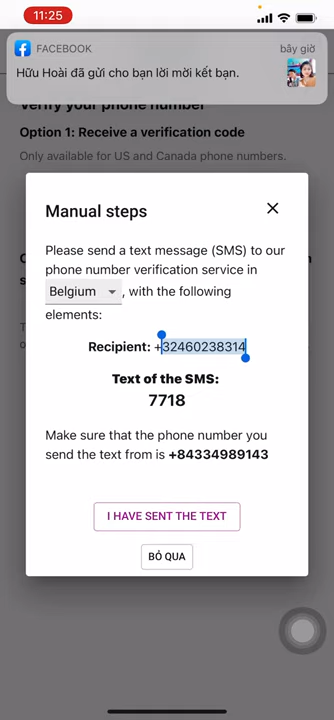 11:25
FACEBOOK
bây giờ
Hữu Hoài đã gửi cho bạn lời mời kết bạn.
Verify your phone number
Option 1: Receive a verification code
Only available for US and Canada phone numbers.
Manual steps
Please send a text message (SMS) to our
phone number verification service in
Belgium , with the following
elements:
Recipient: +32460238314
Text of the SMS:
7718
Make sure that the phone number you
send the text from is +84334989143
I HAVE SENT THE TEXT
BỎ QUA